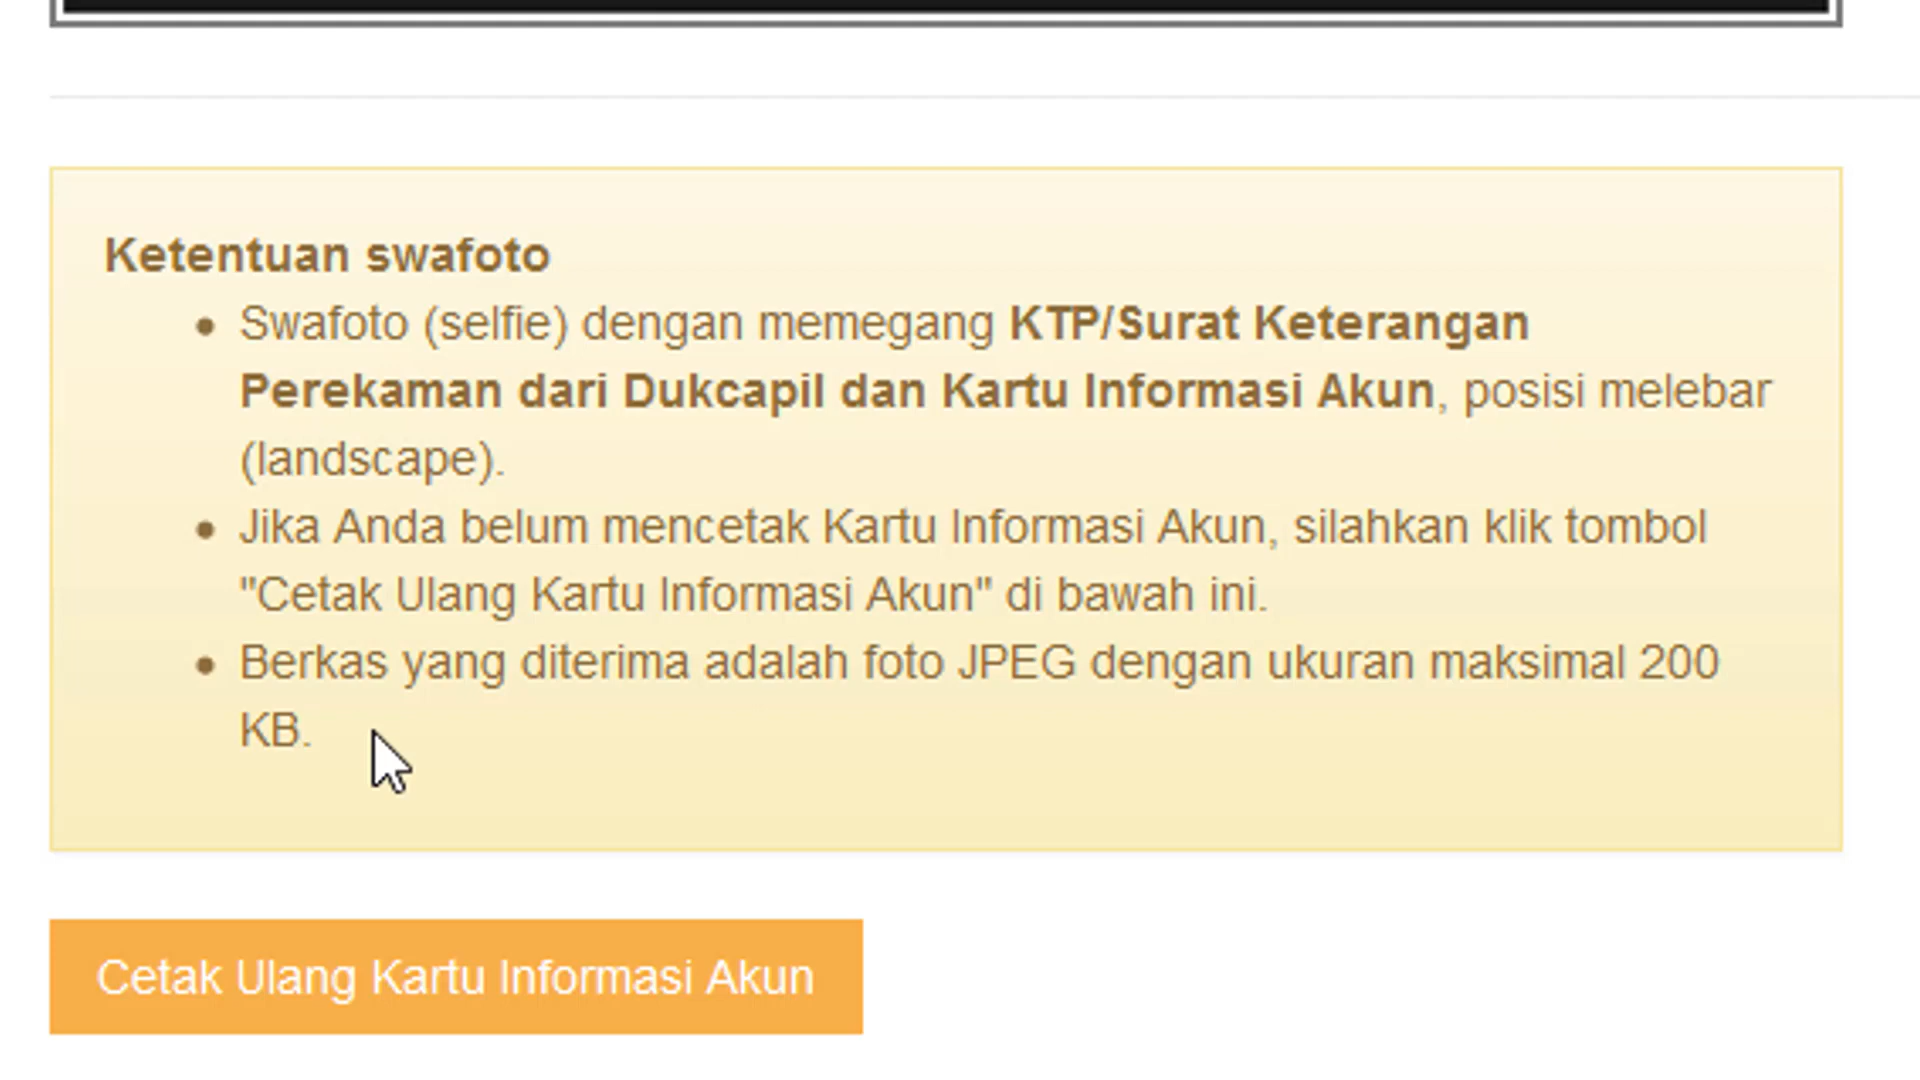 Ketentuan swafoto
• Swafoto (selfie) dengan memegang KTP/Surat Keterangan
Perekaman dari Dukcapil dan Kartu Informasi Akun, posisi melebar
(landscape).
• Jika Anda belum mencetak Kartu Informasi Akun, silahkan klik tombol
"Cetak Ulang Kartu Informasi Akun" di bawah ini.
• Berkas yang diterima adalah foto JPEG dengan ukuran maksimal 200
KB.
Cetak Ulang Kartu Informasi Akun